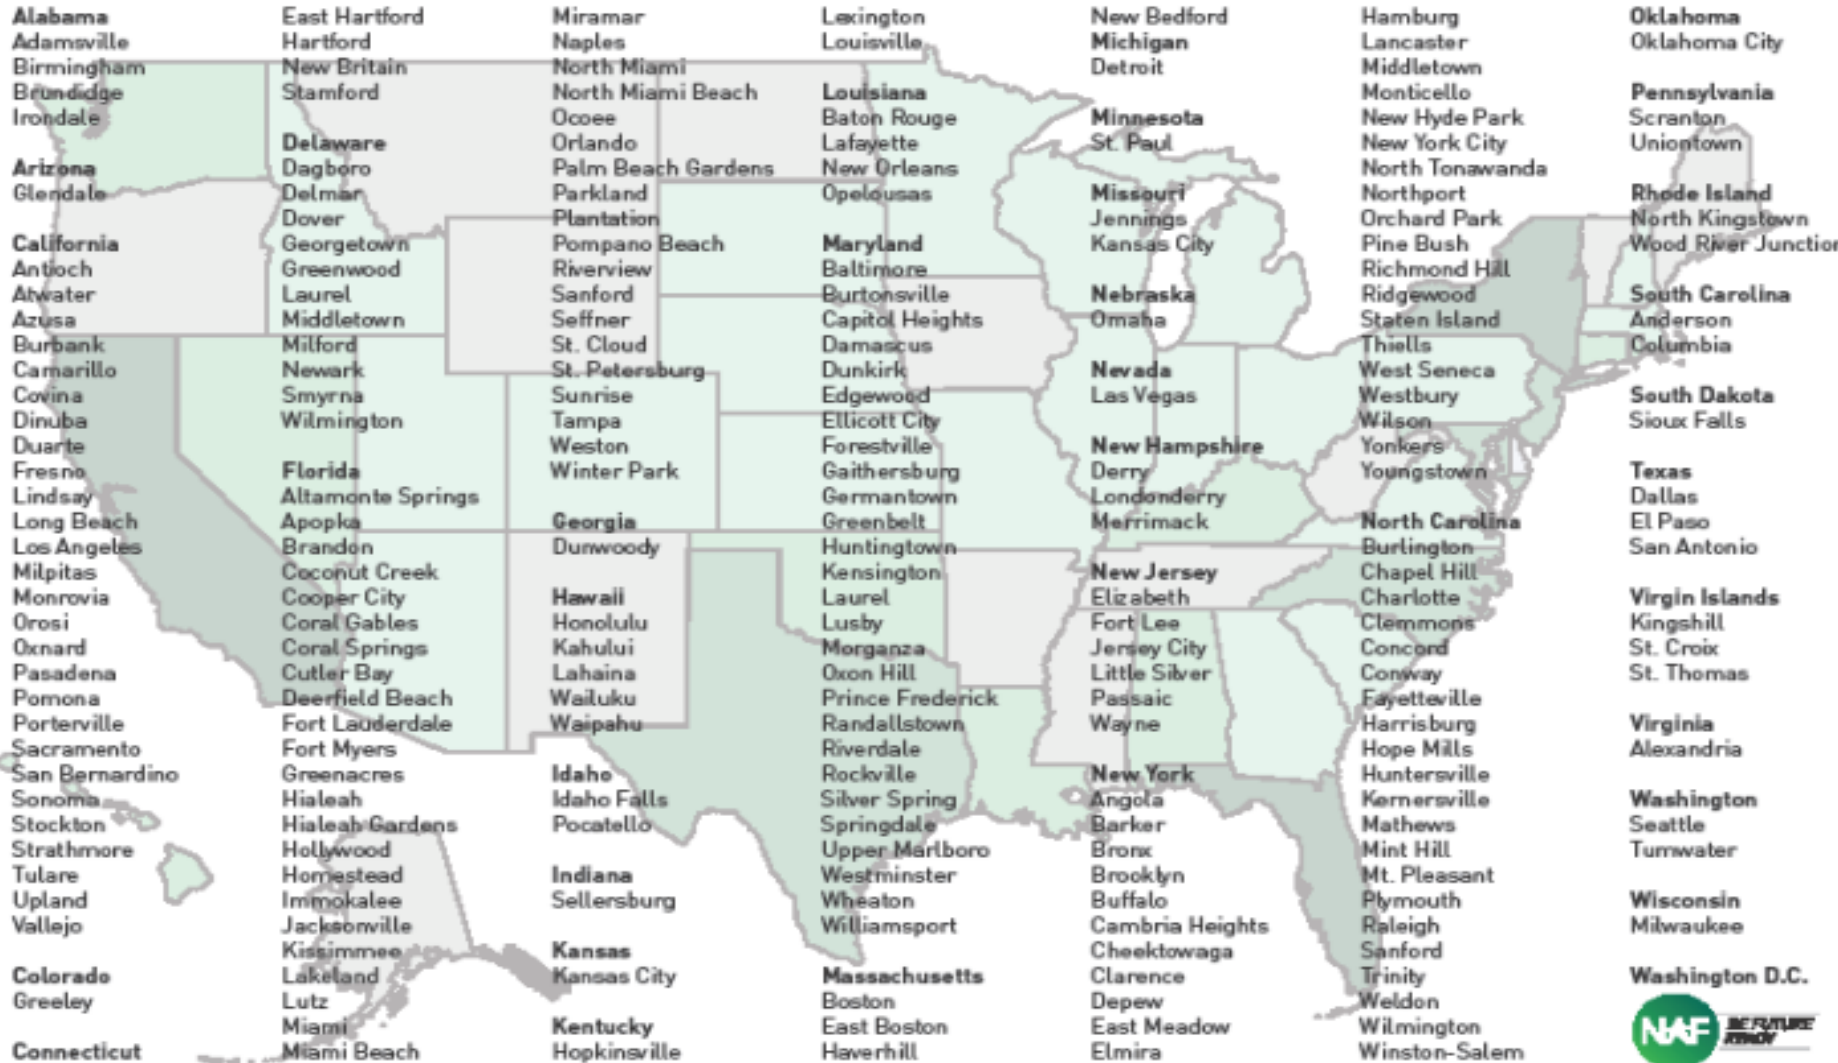 Alabama
Adamsville
Birmingham
Brundidge
Irondale
Arizona
Glendale
California
Antioch
Atwater
Azusa
Burbank
Camarillo
Covina
Dinuba
Duarte
Fresno
Lindsay
Long Beach
Los Angeles
Milpitas
Monrovia
Orosi
Oxnard
Pasadena
Pomona
Porterville
Sacramento
San Bernardino
Sonoma
Stockton
Strathmore
Tulare
Upland
Vallejo
Colorado
Greeley
Connecticut
East Hartford
Hartford
New Britain
Stamford
Delaware
Dagboro
Delmar
Dover
Georgetown
Greenwood
Laurel
Middletown
Milford
Newark
Smyrna
Wilmington
Florida
Altamonte Springs
Apopka
Brandon
Coconut Creek
Cooper City
Coral Gables
Coral Springs
Cutler Bay
Deerfield Beach
Fort Lauderdale
Fort Myers
Greenacres
Hialeah
Hialeah Gardens
Hollywood
Homestead
Immokalee
Jacksonville
Kissimmee
Lakeland
Lutz
Miami
Miami Beach
Miramar
Naples
North Miami
North Miami Beach
Ocoee
Orlando
Palm Beach Gardens
Parkland
Plantation
Pompano Beach
Riverview
Sanford
Seffner
St. Cloud
St. Petersburg
Sunrise
Tampa
Weston
Winter Park
Georgia
Dunwoody
Hawaii
Honolulu
Kahului
Lahaina
Wailuku
Waipahu
Idaho
Idaho Falls
Pocatello
Indiana
Sellersburg
Kansas
Kansas City
Kentucky
Hopkinsville
Lexington
Louisville
Louisiana
Baton Rouge
Lafayette
New Orleans
Opelousas
Maryland
Baltimore
Burtonsville
Capitol Heights
Damascus
Dunkirk
Edgewood
Ellicott City
Forestville
Gaithersburg
Germantown
Greenbelt
Huntingtown
Kensington
Laurel
Lusby
Morganza
Oxon Hill
Prince Frederick
Randallstown
Riverdale
Rockville
Silver Spring
Springdale
Upper Marlboro
Westminster
Wheaton
Williamsport
Massachusetts
Boston
East Boston
Haverhill
New Bedford
Michigan
Detroit
Minnesota
St. Paul
Missouri
Jennings
Kansas City
Nebraska
Omaha
Nevada
Las Vegas
New Hampshire
Derry
Londonderry
Merrimack
New Jersey
Elizabeth
Fort Lee
Jersey City
Little Silver
Passaic
Wayne
New York
Angola
Barker
Bronx
Brooklyn
Buffalo
Cambria Heights
Cheektowaga
Clarence
Depew
East Meadow
Elmira
Hamburg
Lancaster
Middletown
Monticello
New Hyde Park
New York City
North Tonawanda
Northport
Orchard Park
Pine Bush
Richmond Hill
Ridgewood
Staten Island
Thiells
West Seneca
Westbury
Wilson
Yonkers
Youngstown
North Carolina
Burlington
Chapel Hill
Charlotte
Clemmons
Concord
Conway
Fayetteville
Harrisburg
Hope Mills
Huntersville
Kernersville
Mathews
Mint Hill
Mt. Pleasant
Plymouth
Raleigh
Sanford
Trinity
Weldon
Wilmington
Winston-Salem
Oklahoma
Oklahoma City
Pennsylvania
Scranton
Uniontown
Rhode Island
North Kingstown
Wood River Junction
South Carolina
Anderson
Columbia
South Dakota
Sioux Falls
Texas
Dallas
El Paso
San Antonio
Virgin Islands
Kingshill
St. Croix
St. Thomas
Virginia
Alexandria
Washington
Seattle
Tumwater
Wisconsin
Milwaukee
Washington D.C.
NAF
BE FUTURE
READY